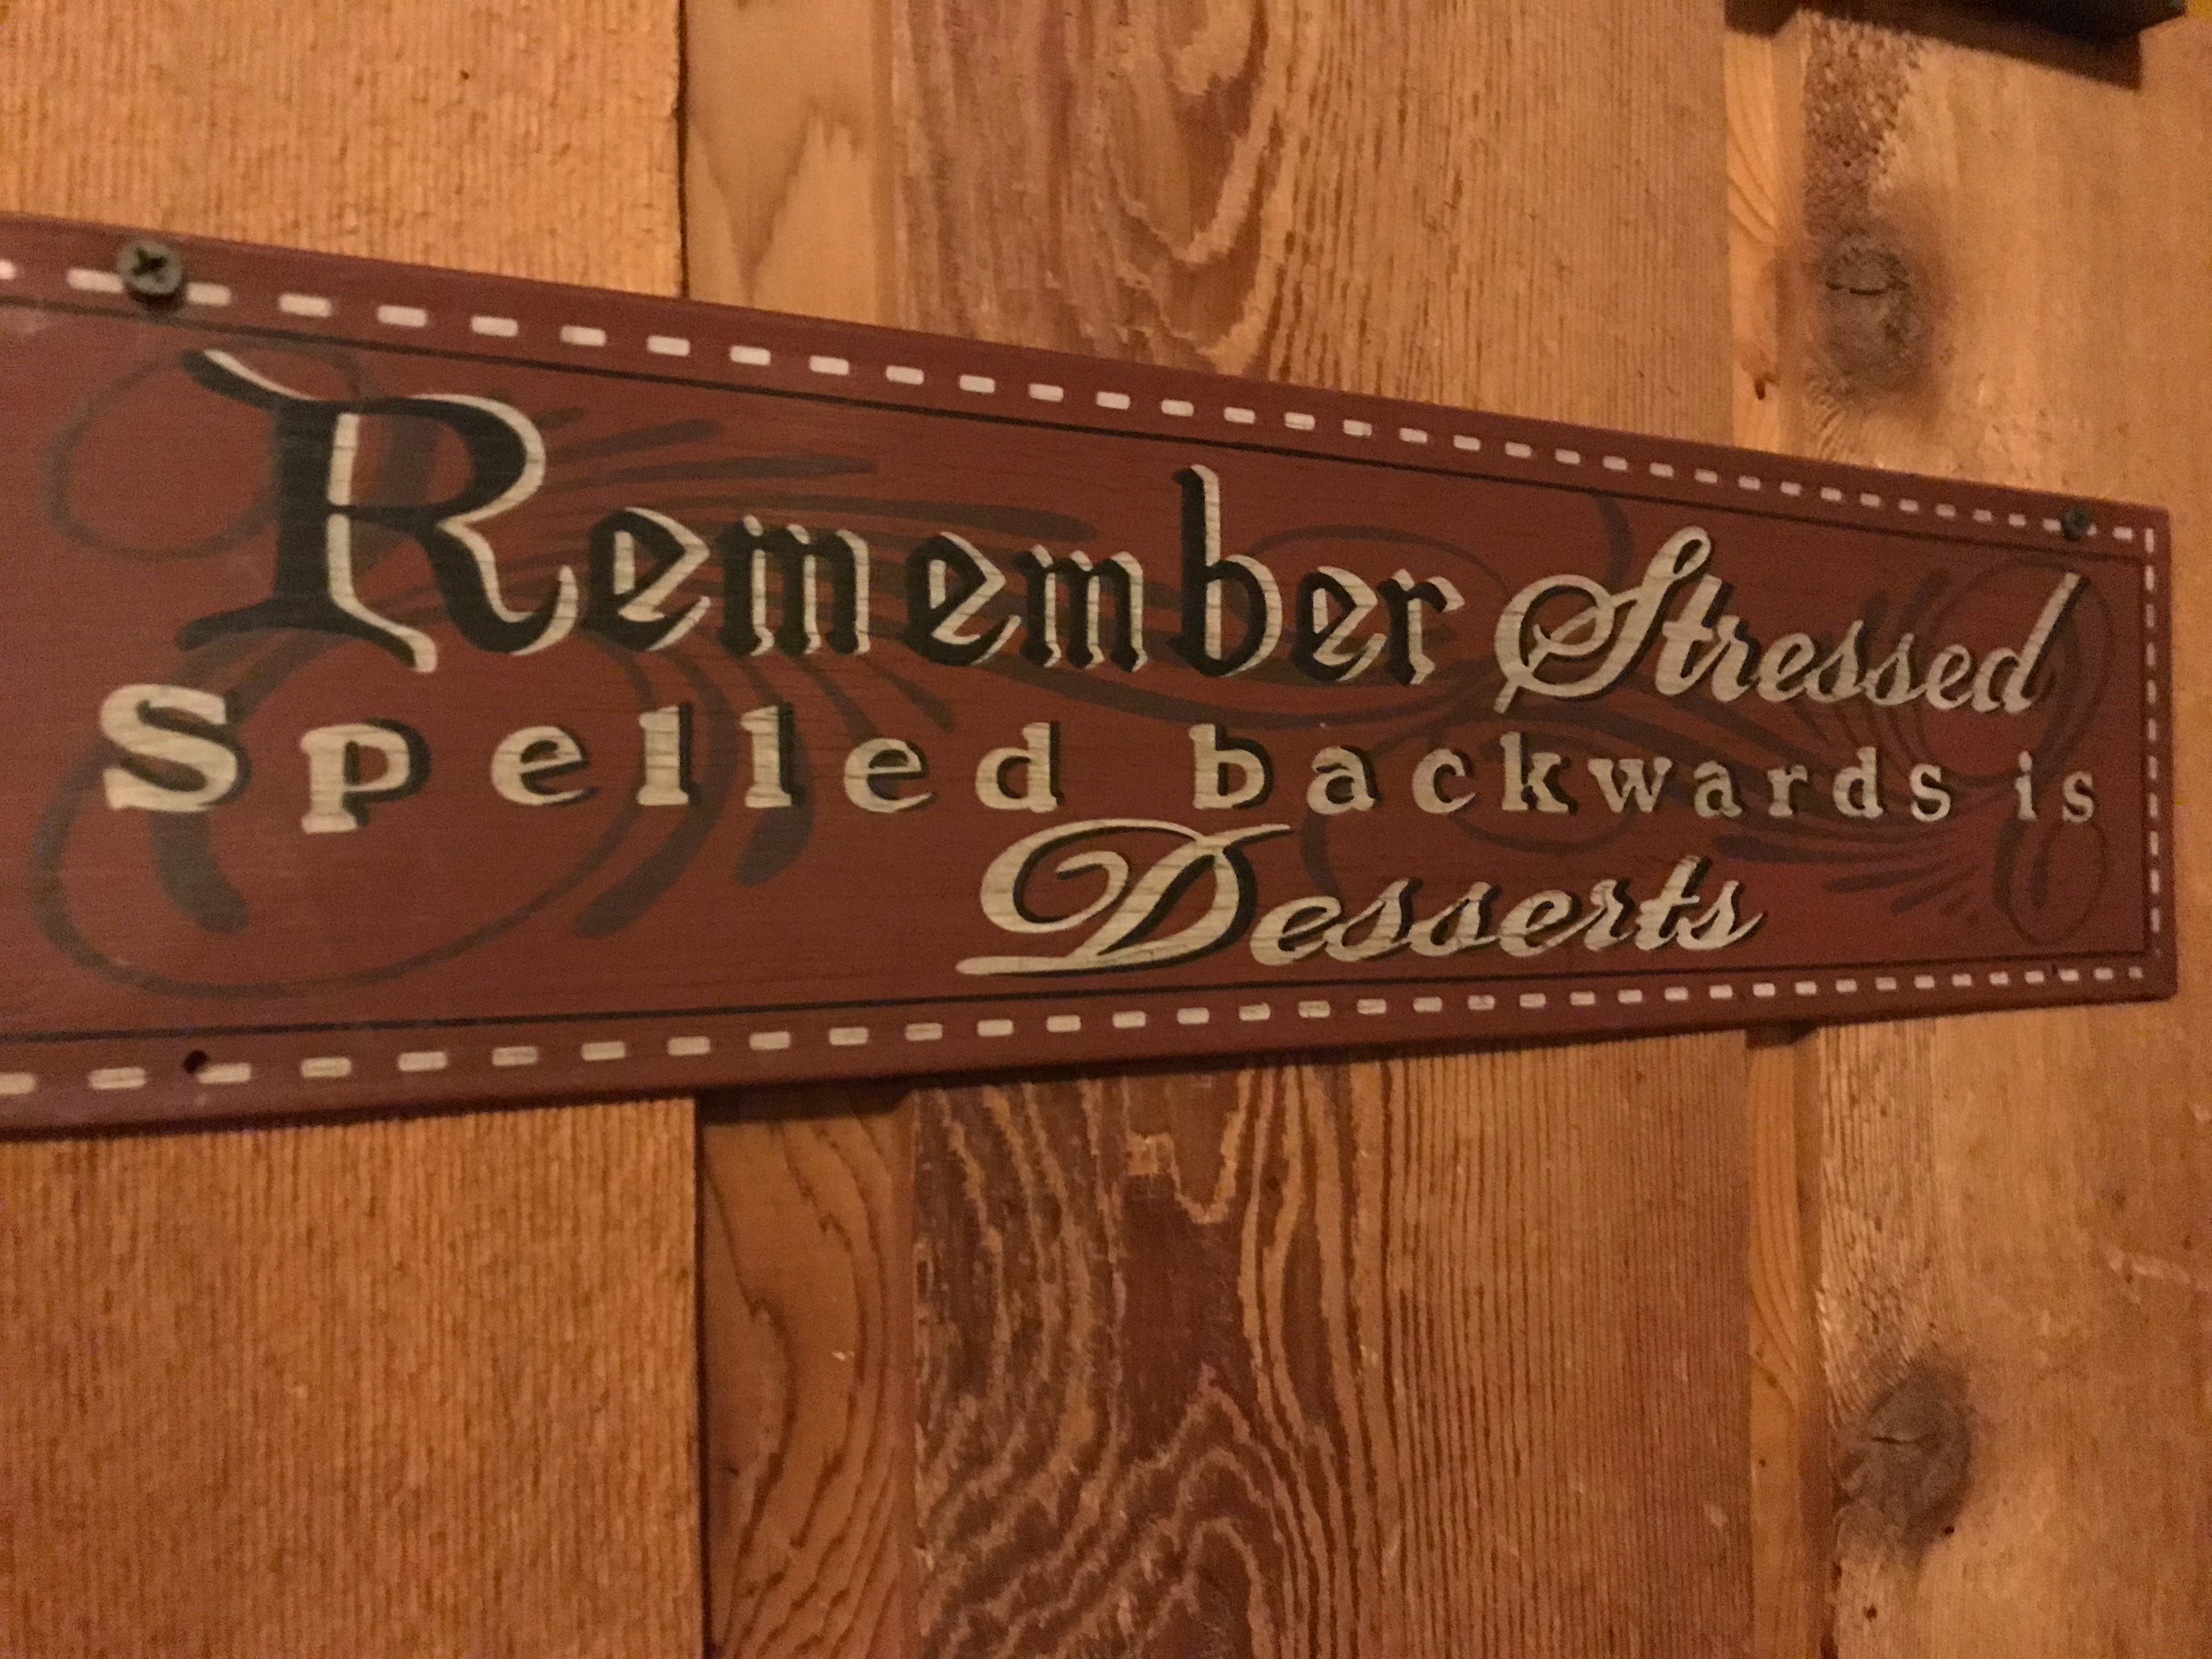 Remember Stressed
Spelled backwards is
Desserts